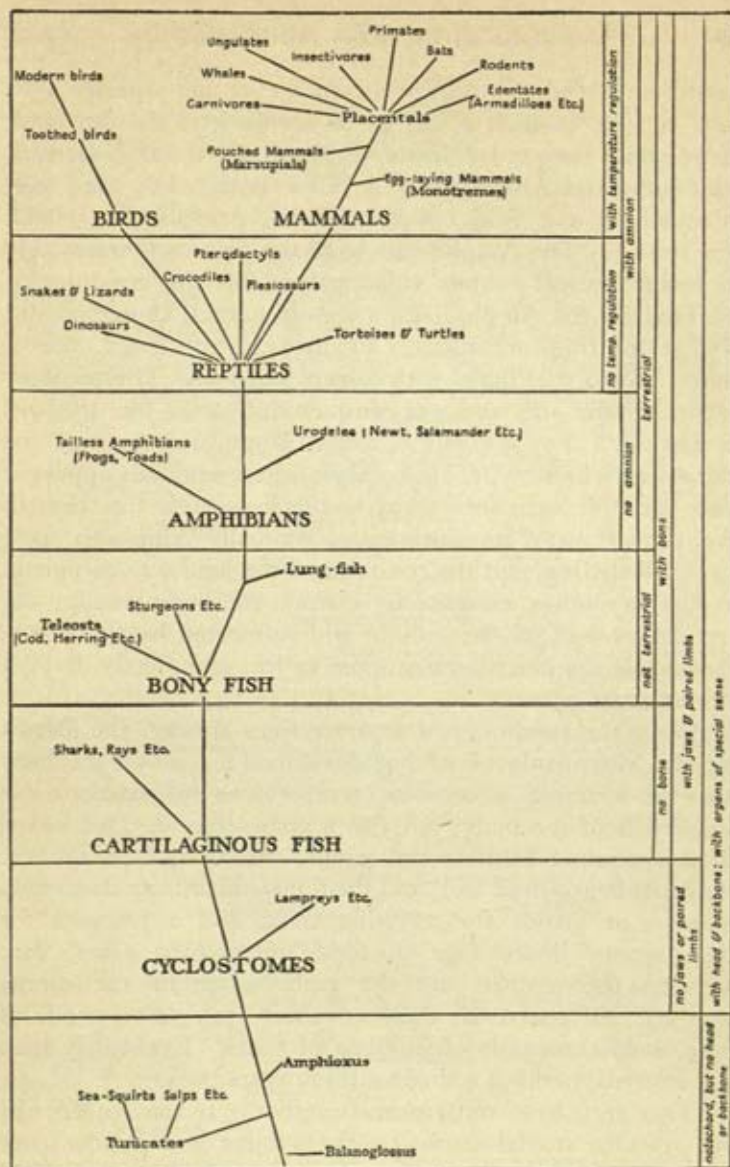 Primates
Ungulates
Bats
Insectivores
Rodents
Whales
Modern birds
Edentates
(Armadilloes Etc.)
Carnivores
Placentals
Toothed birds
Pouched Mammals
(Marsupials)
Egg-laying Mammals
(Monotremes)
BIRDS
MAMMALS
Pterodactyls
Crocodiles
Plesiosaurs
Snakes & Lizards
Dinosaurs
Tortoises & Turtles
REPTILES
Tailless Amphibians
(Frogs, Toads)
Urodeles (Newt, Salamander Etc.)
AMPHIBIANS
Lung-fish
Sturgeons Etc.
Teleosts
(Cod, Herring Etc.)
BONY FISH
Sharks, Rays Etc.
CARTILAGINOUS FISH
Lampreys Etc.
CYCLOSTOMES
Amphioxus
Sea-Squirts Salps Etc.
Tunicates
Balanoglossus
with temperature regulation
no temp. regulation
with amnion
no amnion
terrestrial
not terrestrial
with bone
no bone
with jaws & paired limbs
no jaws or paired
limbs
with head & backbone; with organs of special sense
notochord, but no head
or backbone